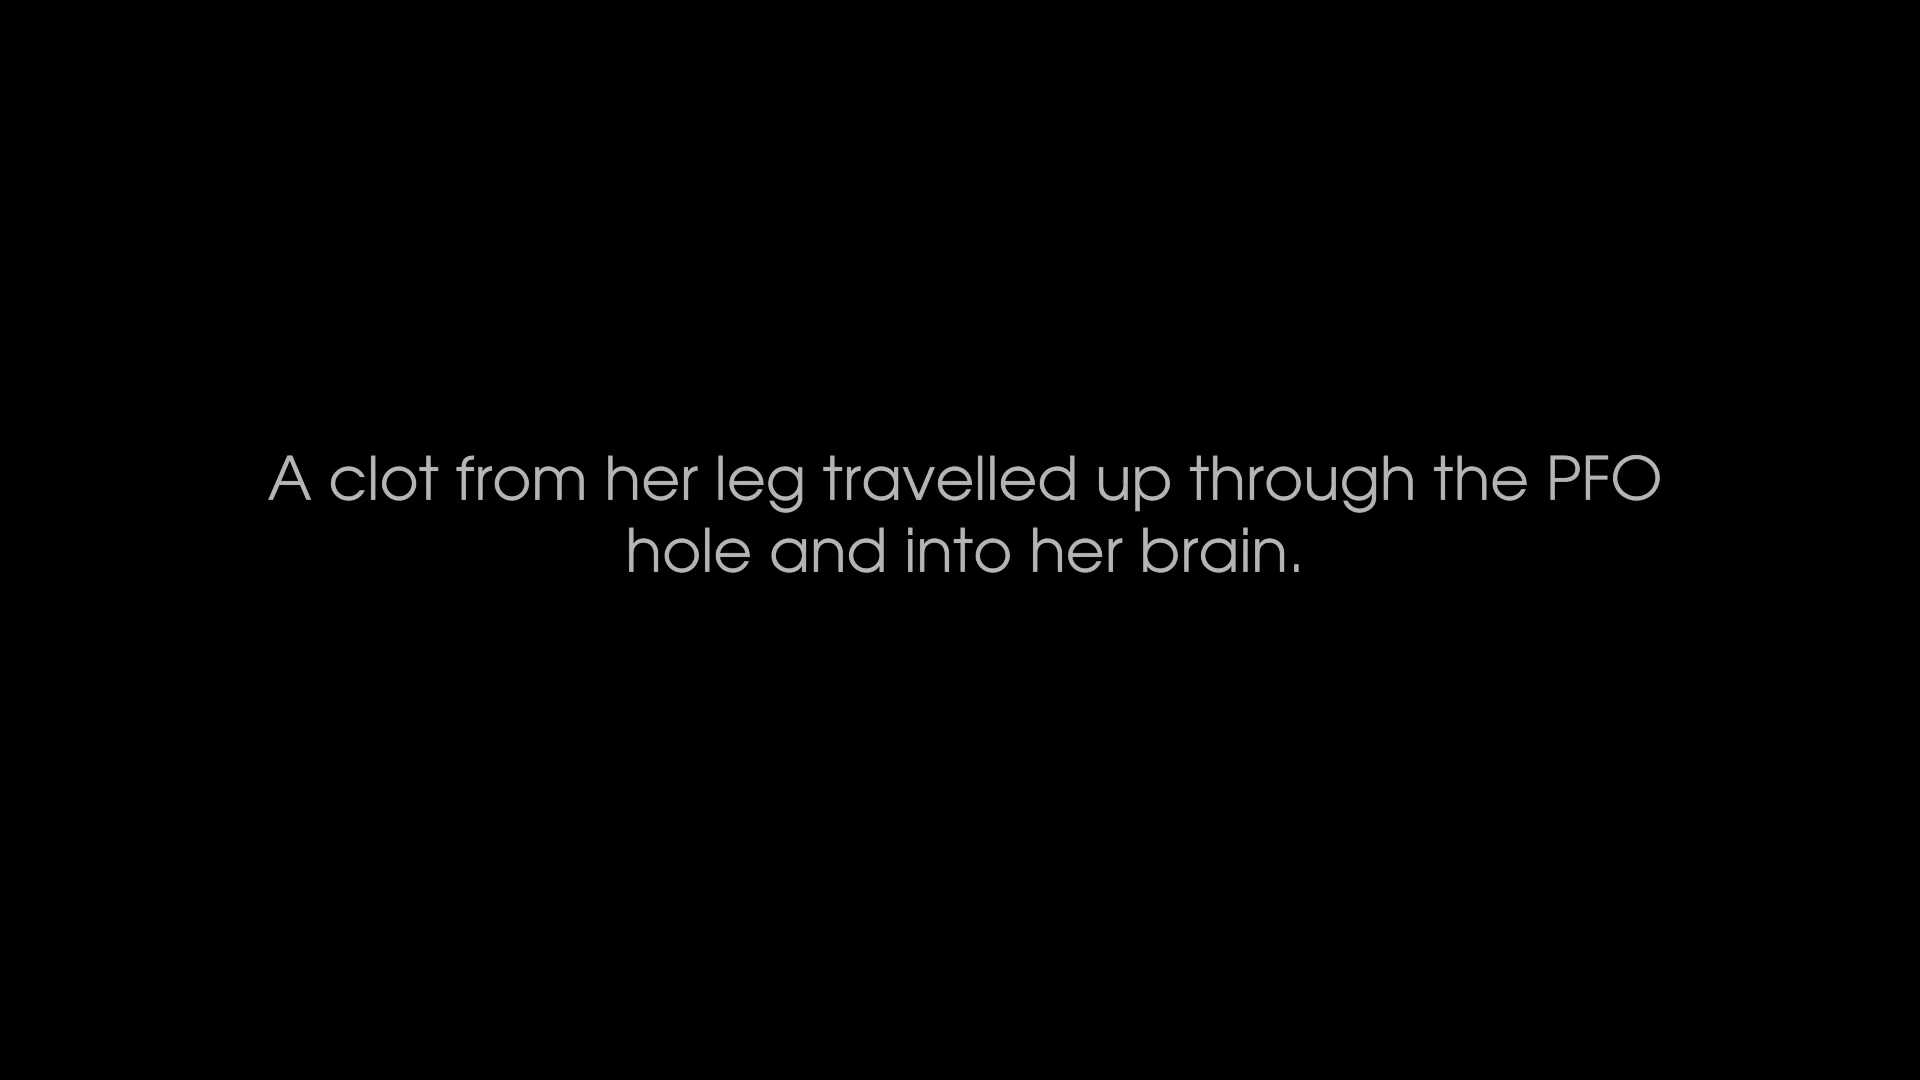 A clot from her leg travelled up through the PFO
hole and into her brain.